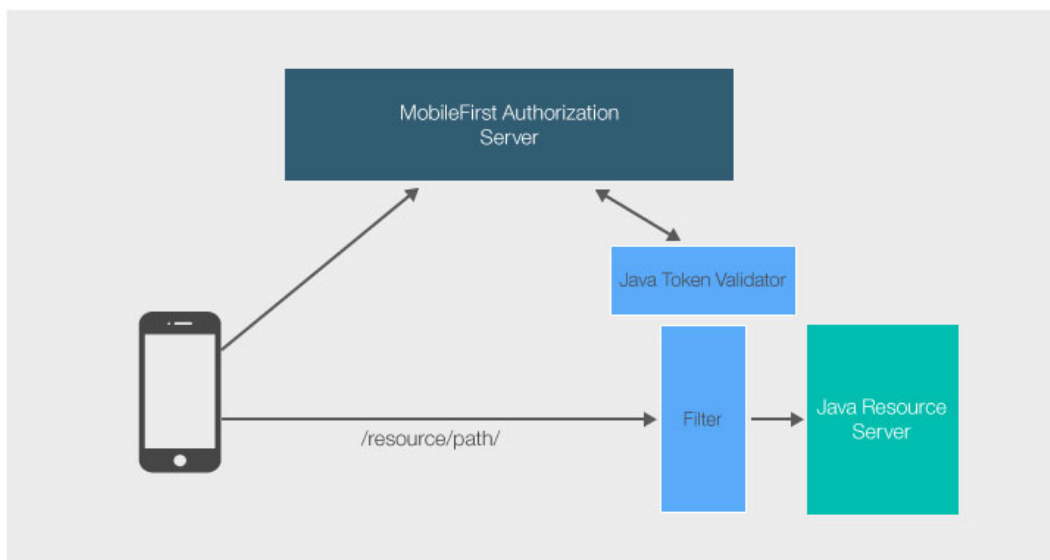 MobileFirst Authorization
Server
Java Token Validator
Filter
Java Resource
Server
/resource/path/